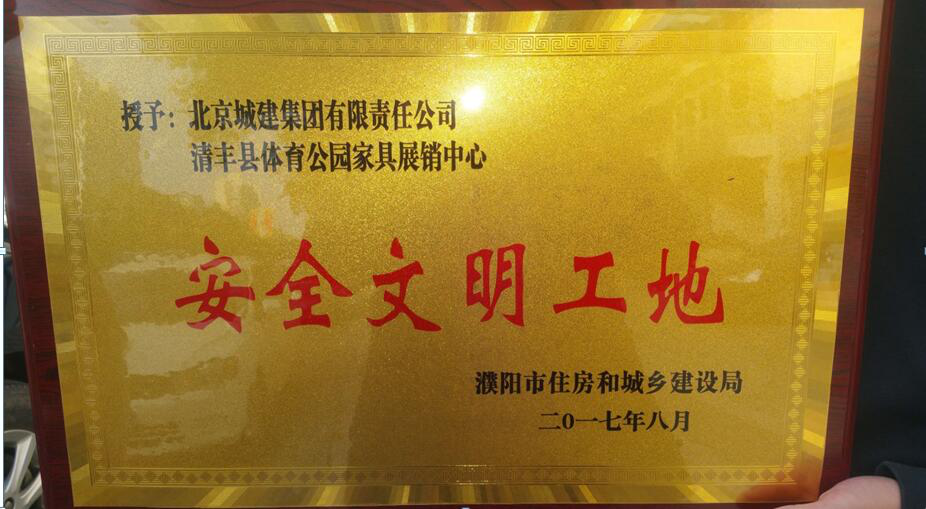 授予：北京城建集团有限责任公司
清丰县体育公园家具展销中心
安全文明工地
濮阳市住房和城乡建设局
二0一七年八月